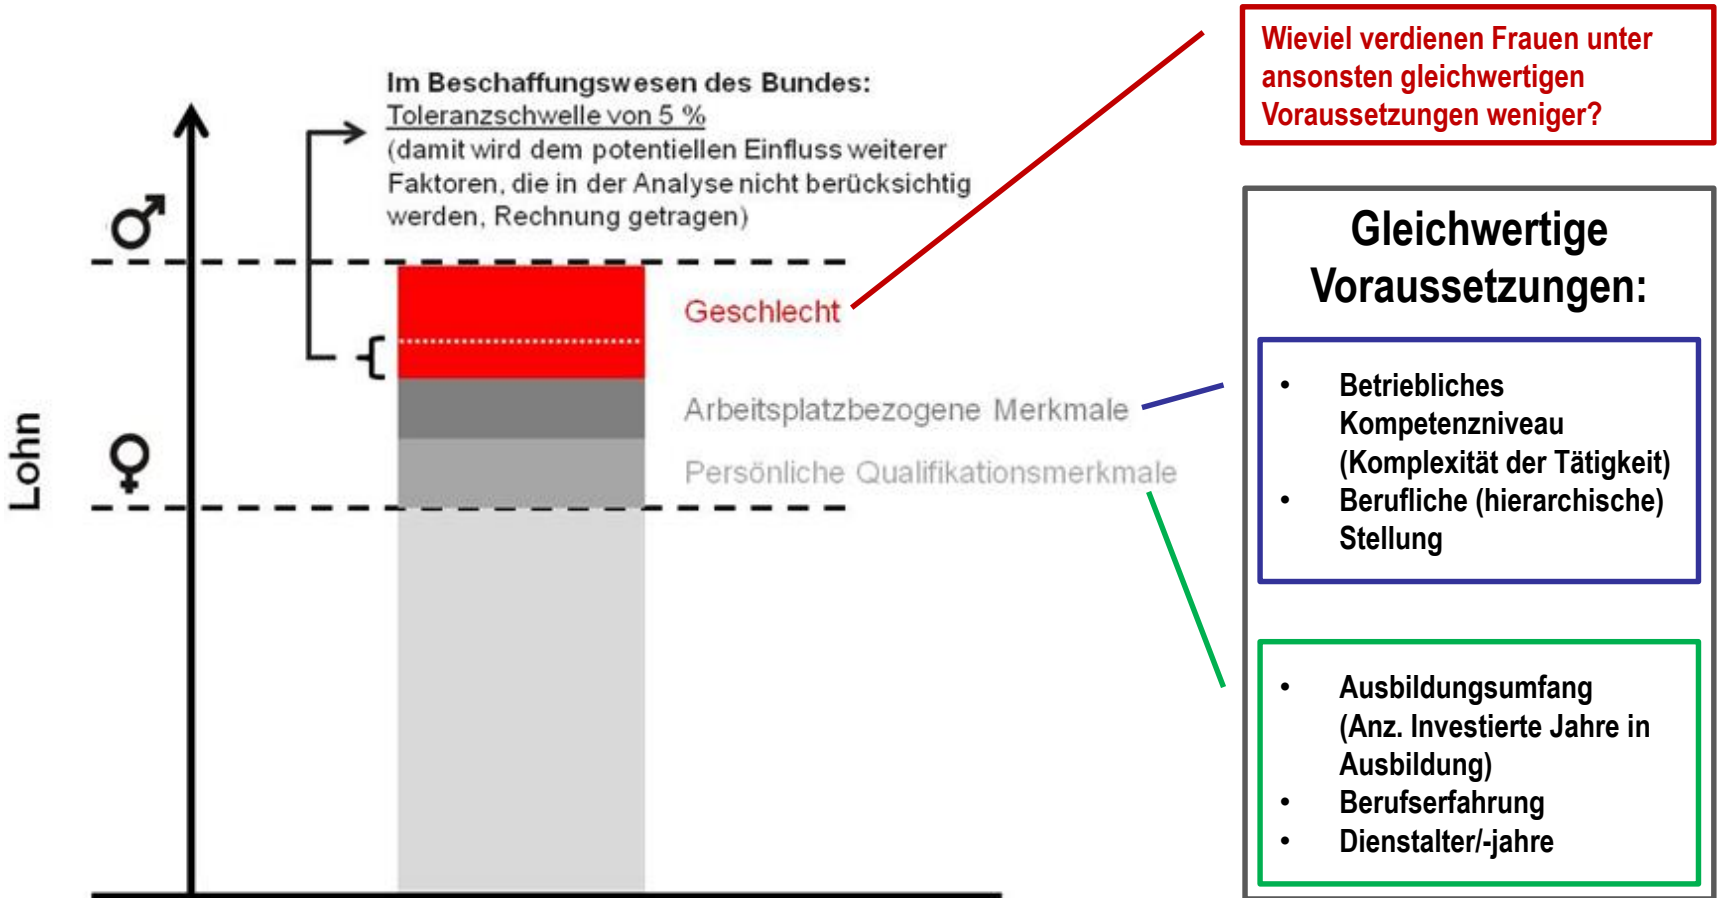 Im Beschaffungswesen des Bundes:
Toleranzschwelle von 5 %
(damit wird dem potentiellen Einfluss weiterer
Faktoren, die in der Analyse nicht berücksichtig
werden, Rechnung getragen)
Lohn
Geschlecht
Arbeitsplatzbezogene Merkmale
Persönliche Qualifikationsmerkmale
Wieviel verdienen Frauen unter
ansonsten gleichwertigen
Voraussetzungen weniger?
Gleichwertige
Voraussetzungen:
• Betriebliches
Kompetenzniveau
(Komplexität der Tätigkeit)
• Berufliche (hierarchische)
Stellung
• Ausbildungsumfang
(Anz. Investierte Jahre in
Ausbildung)
• Berufserfahrung
• Dienstalter/-jahre